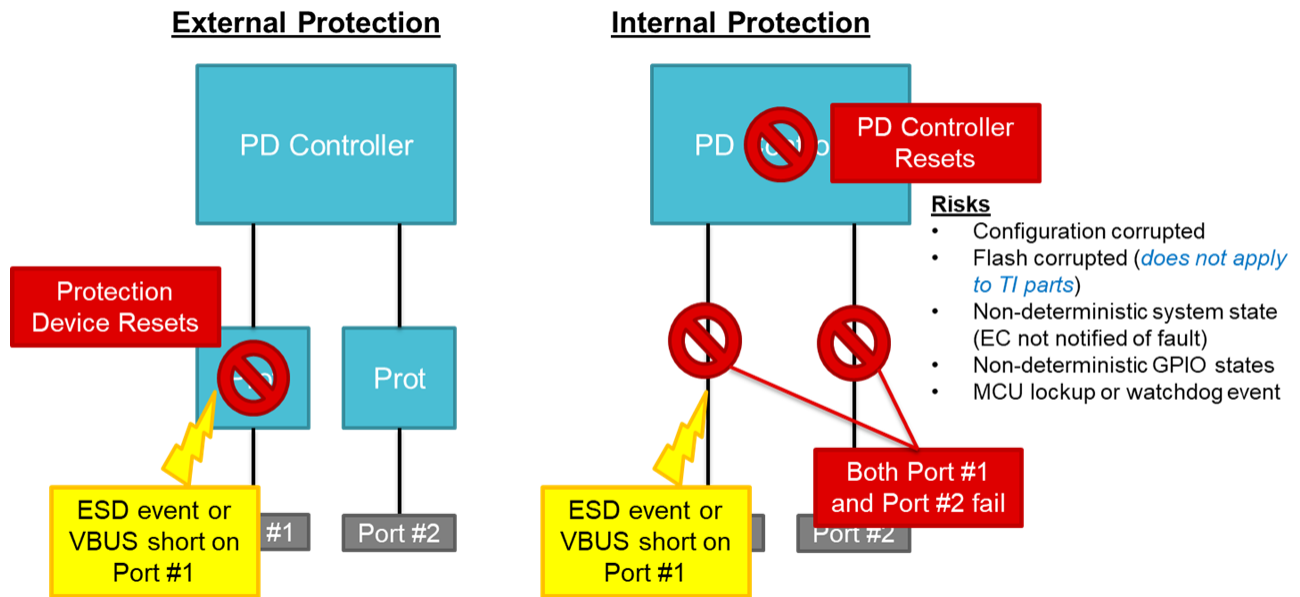 External Protection
PD Controller
Protection
Device Resets
Prot
ESD event or
VBUS short on
Port #1
#1
Port #2
Internal Protection
PD
PD Controller
Resets
Risks
• Configuration corrupted
• Flash corrupted (does not apply
to TI parts)
• Non-deterministic system state
(EC not notified of fault)
• Non-deterministic GPIO states
• MCU lockup or watchdog event
Both Port #1
and Port #2 fail
ESD event or
VBUS short on
Port #1
Port #2